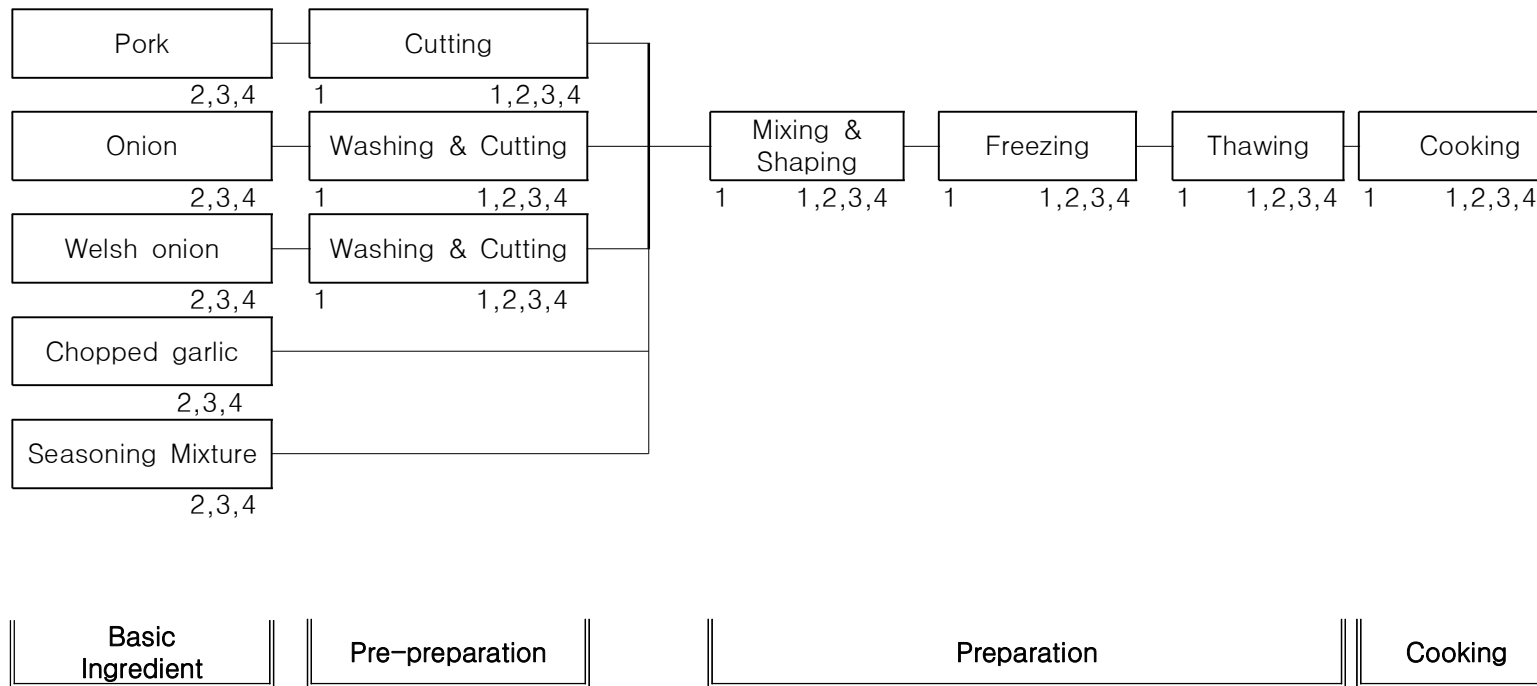 Pork
Cutting
2,3,4
1
1,2,3,4
Onion
Washing & Cutting
Mixing &
Shaping
Freezing
Thawing
Cooking
2,3,4
1
1,2,3,4
1
1,2,3,4
1
1,2,3,4
1
1,2,3,4
1
1,2,3,4
Welsh onion
Washing & Cutting
2,3,4
1
1,2,3,4
Chopped garlic
2,3,4
Seasoning Mixture
2,3,4
Basic
Ingredient
Pre-preparation
Preparation
Cooking